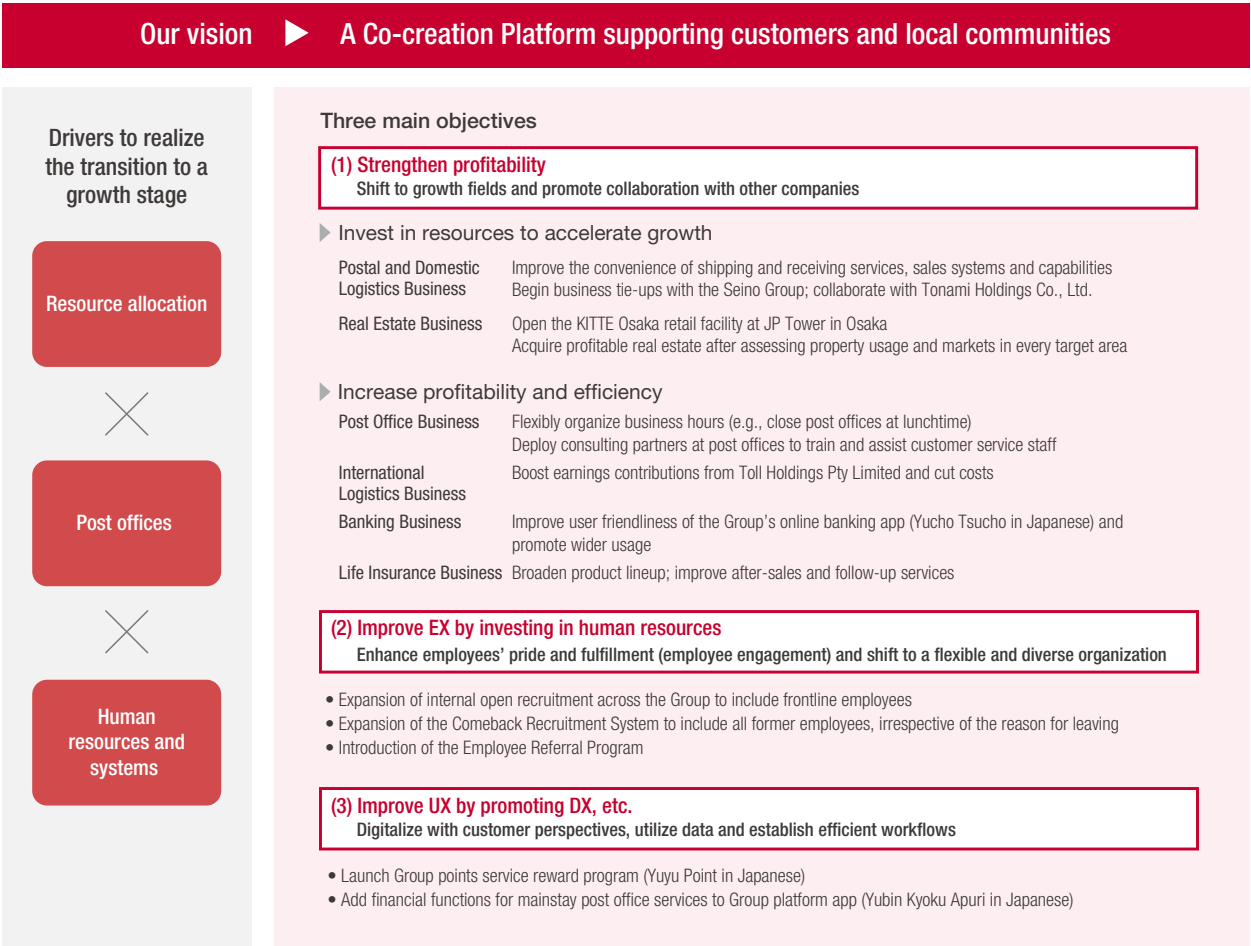 Our vision ▶ A Co-creation Platform supporting customers and local communities
Drivers to realize
the transition to a
growth stage
Resource allocation
Post offices
Human
resources and
systems
Three main objectives
(1) Strengthen profitability
Shift to growth fields and promote collaboration with other companies
Invest in resources to accelerate growth
Postal and Domestic
Logistics Business
Improve the convenience of shipping and receiving services, sales systems and capabilities
Begin business tie-ups with the Seino Group; collaborate with Tonami Holdings Co., Ltd.
Real Estate Business
Open the KITTE Osaka retail facility at JP Tower in Osaka
Acquire profitable real estate after assessing property usage and markets in every target area
Increase profitability and efficiency
Post Office Business
Flexibly organize business hours (e.g., close post offices at lunchtime)
Deploy consulting partners at post offices to train and assist customer service staff
International
Logistics Business
Boost earnings contributions from Toll Holdings Pty Limited and cut costs
Banking Business
Improve user friendliness of the Group's online banking app (Yucho Tsucho in Japanese) and
promote wider usage
Life Insurance Business
Broaden product lineup; improve after-sales and follow-up services
(2) Improve EX by investing in human resources
Enhance employees' pride and fulfillment (employee engagement) and shift to a flexible and diverse organization
• Expansion of internal open recruitment across the Group to include frontline employees
• Expansion of the Comeback Recruitment System to include all former employees, irrespective of the reason for leaving
• Introduction of the Employee Referral Program
(3) Improve UX by promoting DX, etc.
Digitalize with customer perspectives, utilize data and establish efficient workflows
• Launch Group points service reward program (Yuyu Point in Japanese)
• Add financial functions for mainstay post office services to Group platform app (Yubin Kyoku Apuri in Japanese)